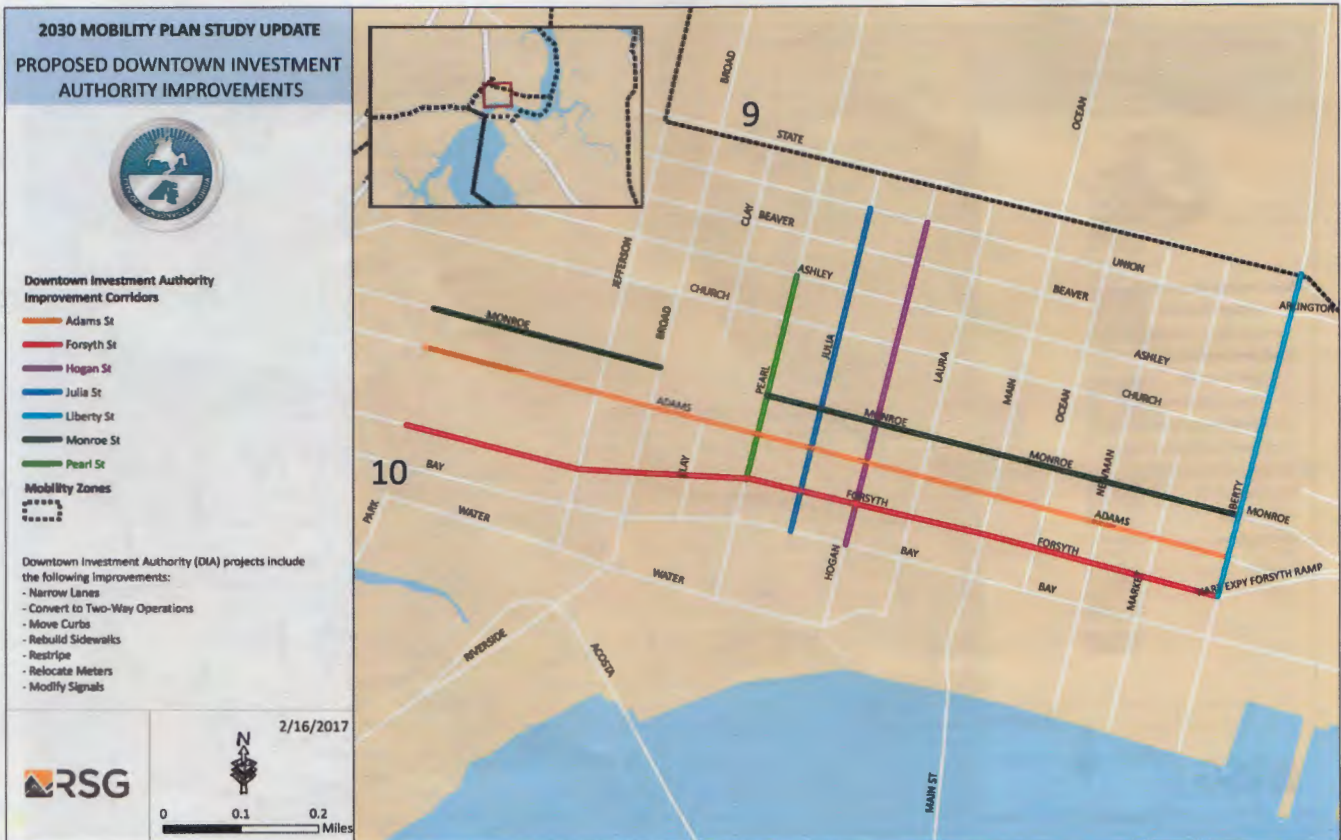 2030 MOBILITY PLAN STUDY UPDATE
PROPOSED DOWNTOWN INVESTMENT
AUTHORITY IMPROVEMENTS
Downtown Investment Authority
Improvement Corridors
Adams St
Forsyth St
Hogan St
Julia St
Liberty St
Monroe St
Pearl St
Mobility Zones
Downtown Investment Authority (DIA) projects include
the following improvements:
- Narrow Lanes
- Convert to Two-Way Operations
- Move Curbs
- Rebuild Sidewalks
- Restripe
- Relocate Meters
- Modify Signals
RSG
2/16/2017
N
0 0.1 0.2
Miles
BROAD
9
STATE
OCEAN
CLAY
BEAVER
JEFFERSON
ASHLEY
UNION
CHURCH
BEAVER
ARLINGTON
MONROE
BROAD
JULIA
ASHLEY
LAURA
PEARL
MAIN
CHURCH
OCEAN
ADAMS
MONROE
MONROE
NEWMAN
BERTY
MONROE
10
BAY
LAY
FORSYTH
ADAMS
PARK
WATER
FORSYTH
HOGAN
BAY
WATER
BAY
MARKET
HART EXPY FORSYTH RAMP
RIVERSIDE
ACOSTA
MAIN ST